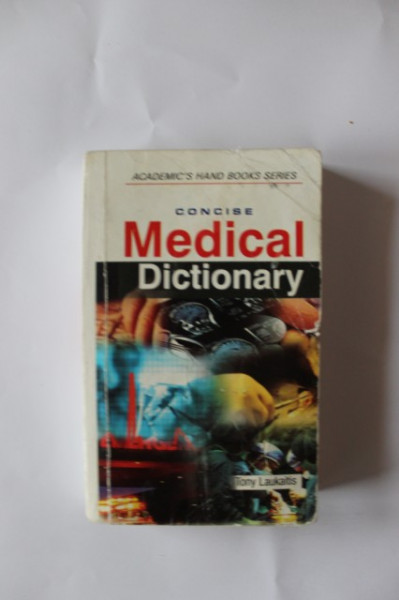 ACADEMIC'S HAND BOOKS SERIES
CONCISE
Medical
Dictionary
Tony Laukaitis